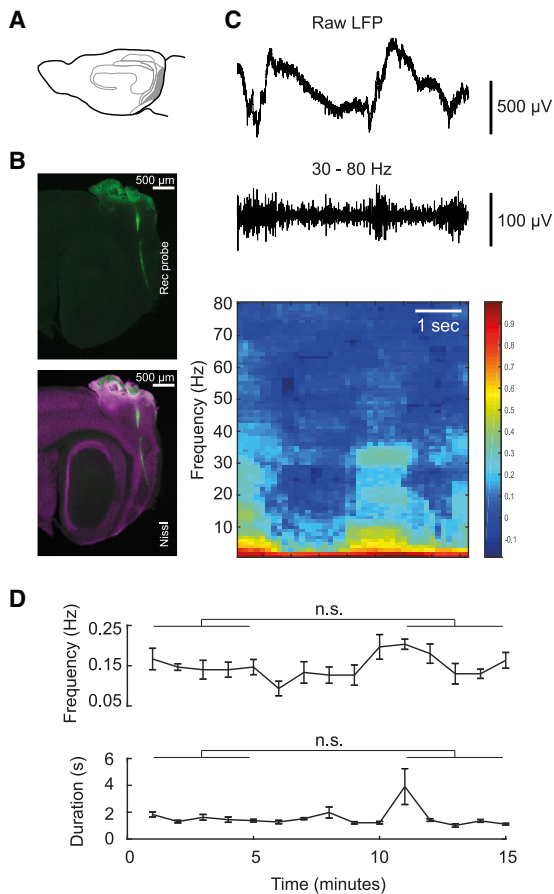 A
B
500 µm
Rec probe
500 µm
Nissl
C
Raw LFP
500 µV
30 - 80 Hz
100 µV
Frequency (Hz)
80
70
60
50
40
30
20
10
1 sec
0.9
0.8
0.7
0.6
0.5
0.4
0.3
0.2
0.1
0
-0.1
D
n.s.
Frequency (Hz)
0.25
0.15
0.05
n.s.
Duration (s)
6
4
2
0
0 5 10 15
Time (minutes)